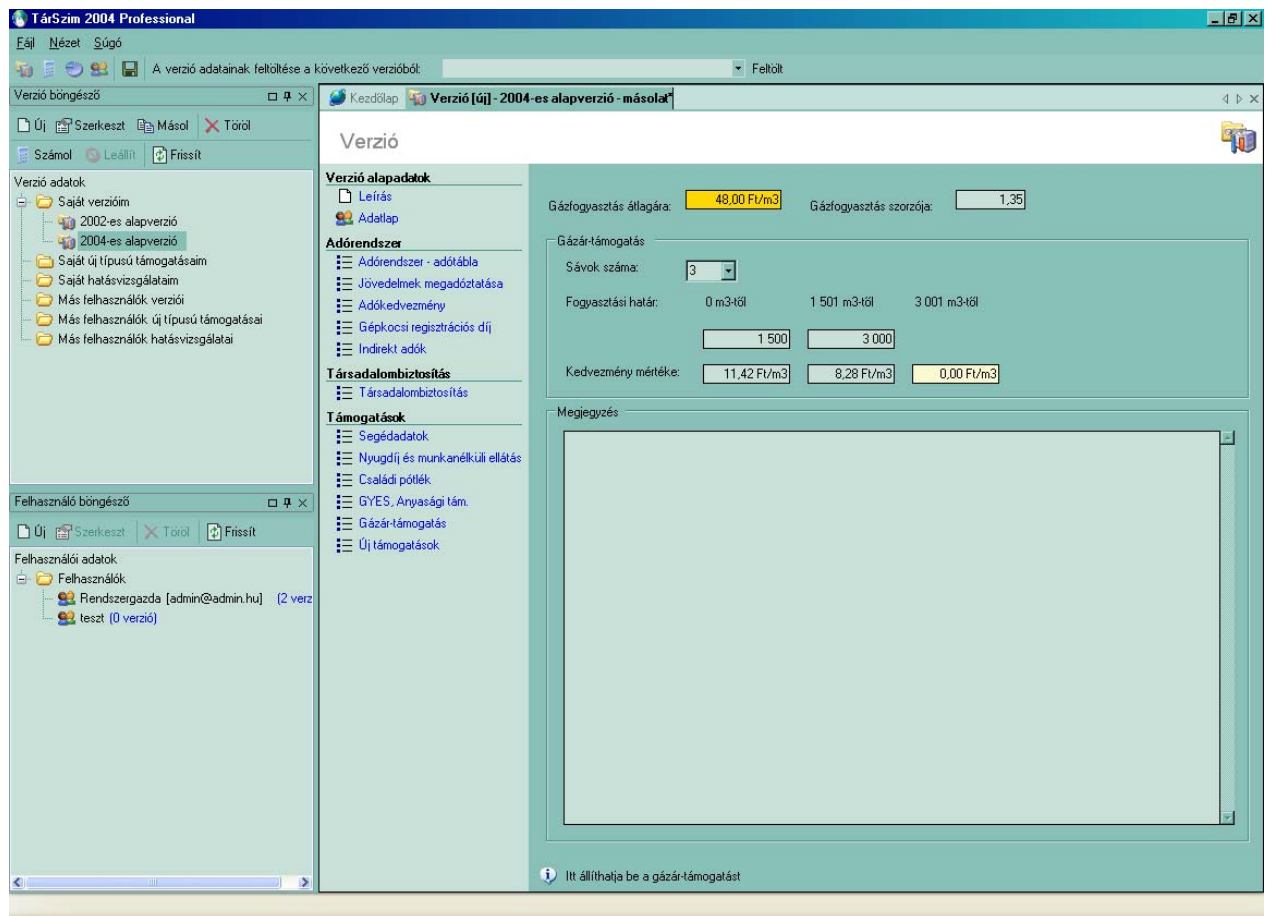 TárSzim 2004 Professional
Fájl Nézet Súgó
A verzió adatainak feltöltése a következő verzióból: Feltölt
Verzió böngésző
Új Szerkeszt Másol Töröl
Számol Leállít Frissít
Verzió adatok
Saját verzióim
2002-es alapverzió
2004-es alapverzió
Saját új típusú támogatásaim
Saját hatásvizsgálataim
Más felhasználók verziói
Más felhasználók új típusú támogatásai
Más felhasználók hatásvizsgálatai
Felhasználó böngésző
Új Szerkeszt Töröl Frissít
Felhasználói adatok
Felhasználók
Rendszergazda [admin@admin.hu] (2 verz
teszt (0 verzió)
Kezdőlap Verzió [új] - 2004-es alapverzió - másolat*
Verzió
Verzió alapadatok
Leírás
Adatlap
Adórendszer
Adórendszer - adótábla
Jövedelmek megadóztatása
Adókedvezmény
Gépkocsi regisztrációs díj
Indirekt adók
Társadalombiztosítás
Társadalombiztosítás
Támogatások
Segédadatok
Nyugdíj és munkanélküli ellátás
Családi pótlék
GYES, Anyasági tám.
Gázár-támogatás
Új támogatások
Gázfogyasztás átlagára: 48,00 Ft/m3 Gázfogyasztás szorzója: 1,35
Gázár-támogatás
Sávok száma: 3
Fogyasztási határ: 0 m3-től 1 501 m3-től 3 001 m3-től
1 500 3 000
Kedvezmény mértéke: 11,42 Ft/m3 8,28 Ft/m3 0,00 Ft/m3
Megjegyzés
Itt állíthatja be a gázár-támogatást